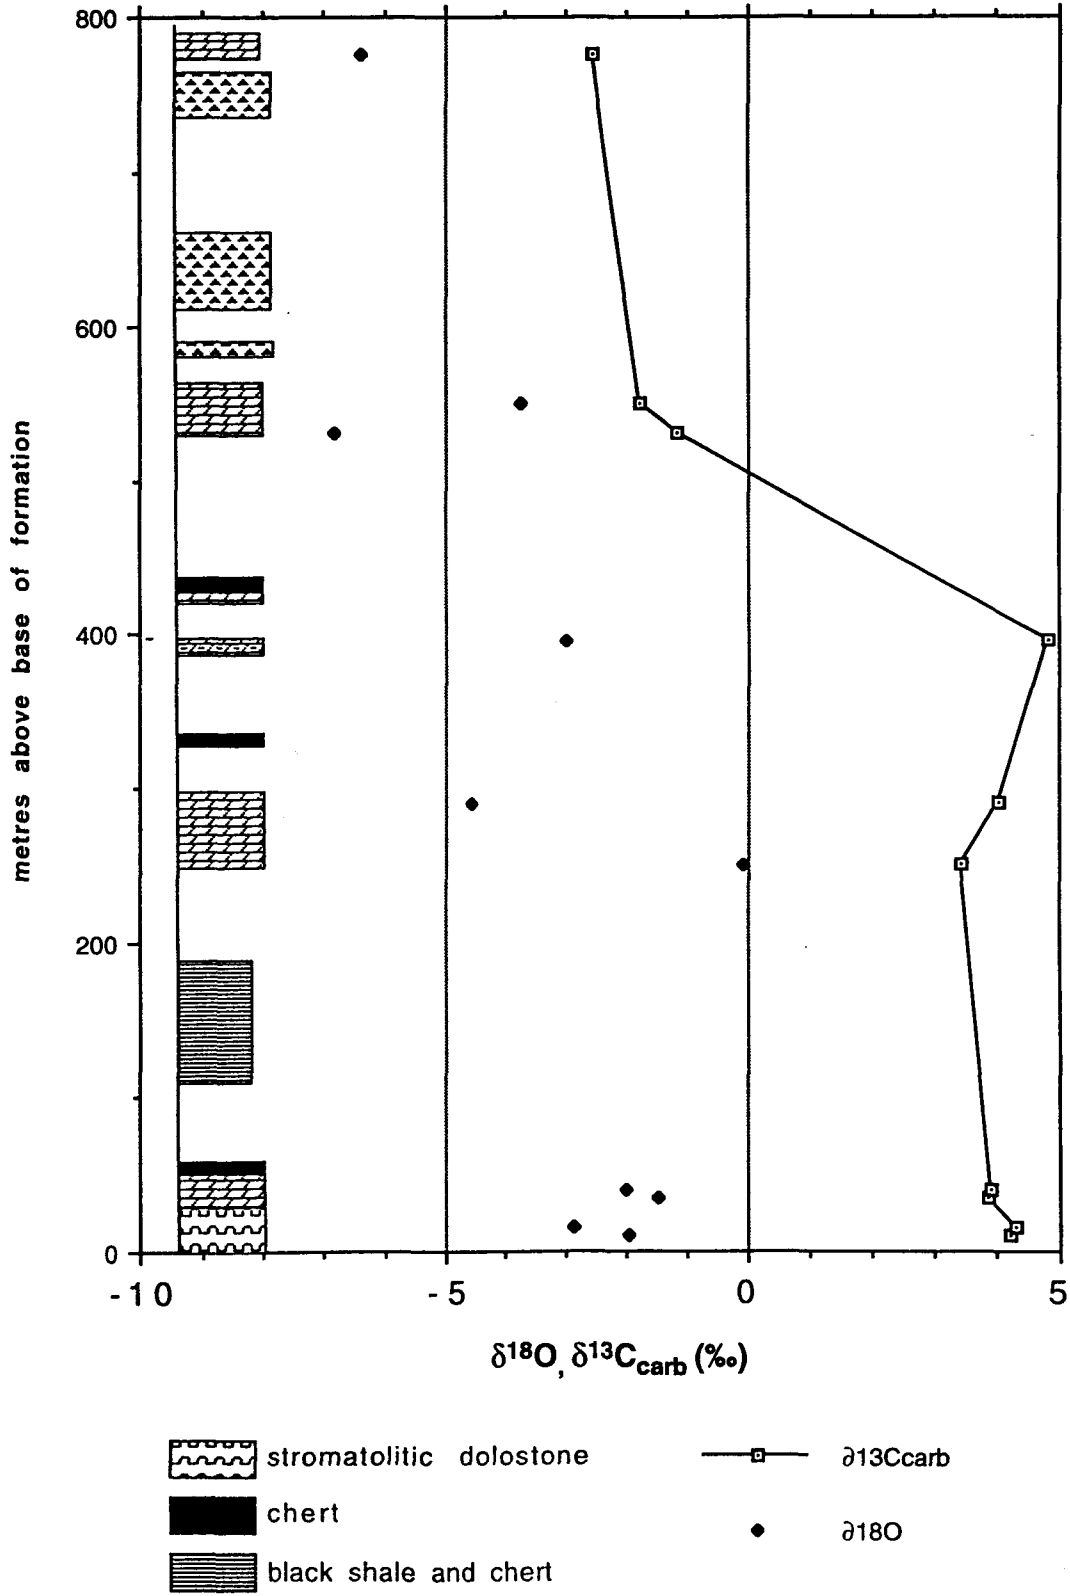 800
600
400
200
0
metres above base of formation
-10 -5 0 5
δ18O, δ13Ccarb (‰)
stromatolitic dolostone
chert
black shale and chert
∂13Ccarb
∂18O